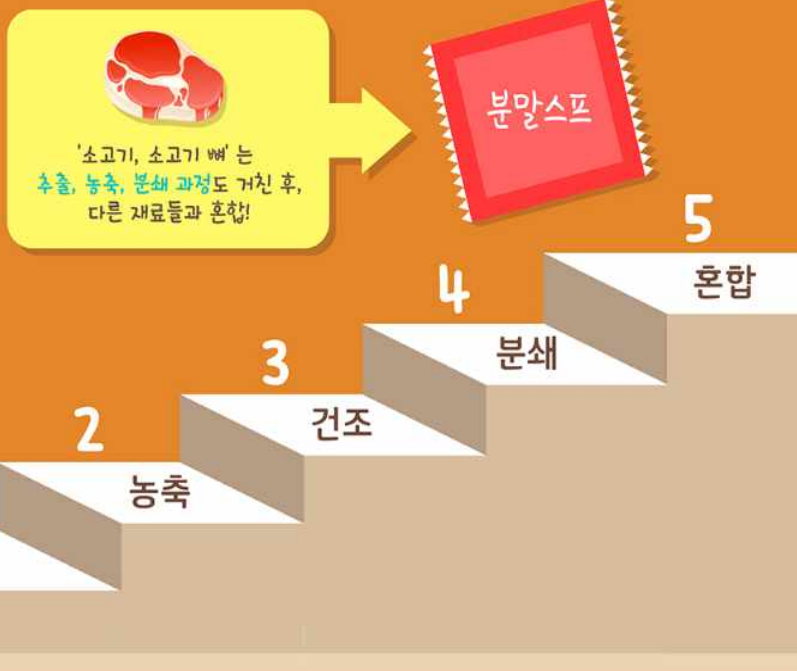 '소고기, 소고기 뼈' 는
추출, 농축, 분쇄 과정도 거친 후,
다른 재료들과 혼합!
분말스프
5
혼합
4
분쇄
3
건조
2
농축